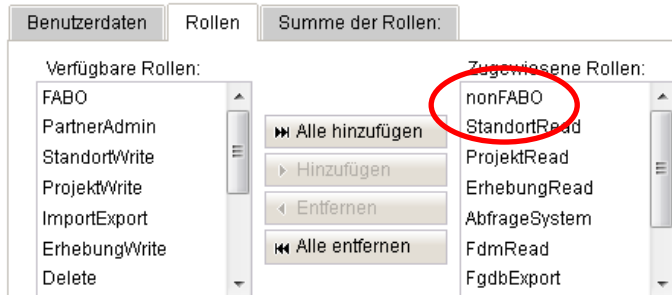 Benutzerdaten Rollen Summe der Rollen:
Verfügbare Rollen:
FABO
PartnerAdmin
StandortWrite
ProjektWrite
ImportExport
ErhebungWrite
Delete
Alle hinzufügen
Hinzufügen
Entfernen
Alle entfernen
Zugewiesene Rollen:
nonFABO
StandortRead
ProjektRead
ErhebungRead
AbfrageSystem
FdmRead
FgdbExport